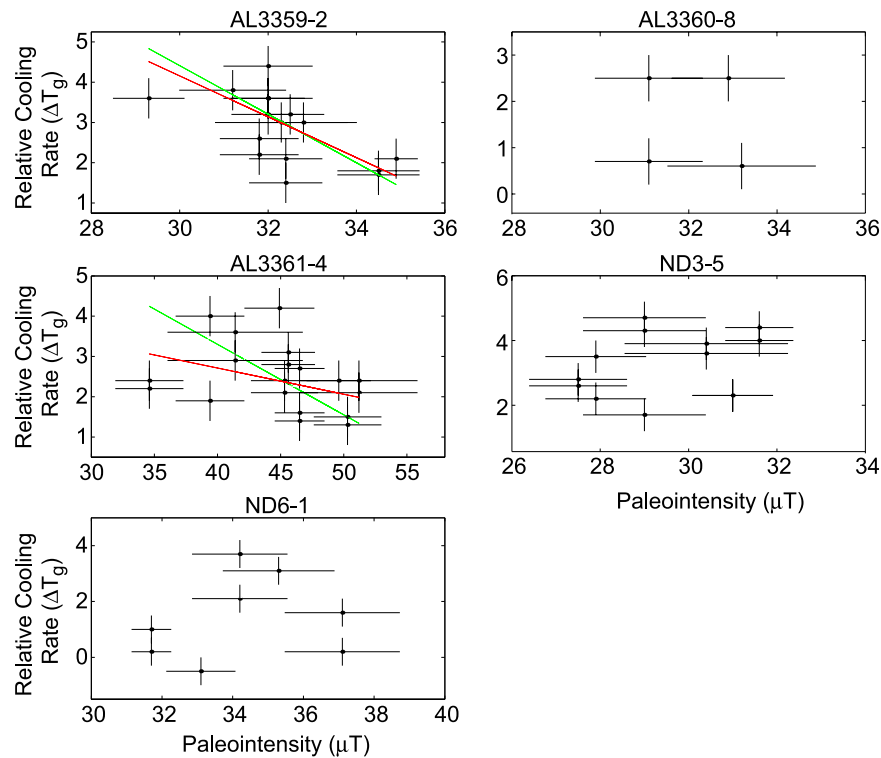 AL3359-2
Relative Cooling
Rate (ΔTg)
5
4
3
2
1
28 30 32 34 36
AL3360-8
3
2
1
0
28 30 32 34 36
AL3361-4
Relative Cooling
Rate (ΔTg)
5
4
3
2
1
30 35 40 45 50 55
ND3-5
6
4
2
26 28 30 32 34
Paleointensity (μT)
ND6-1
Relative Cooling
Rate (ΔTg)
4
2
0
30 32 34 36 38 40
Paleointensity (μT)